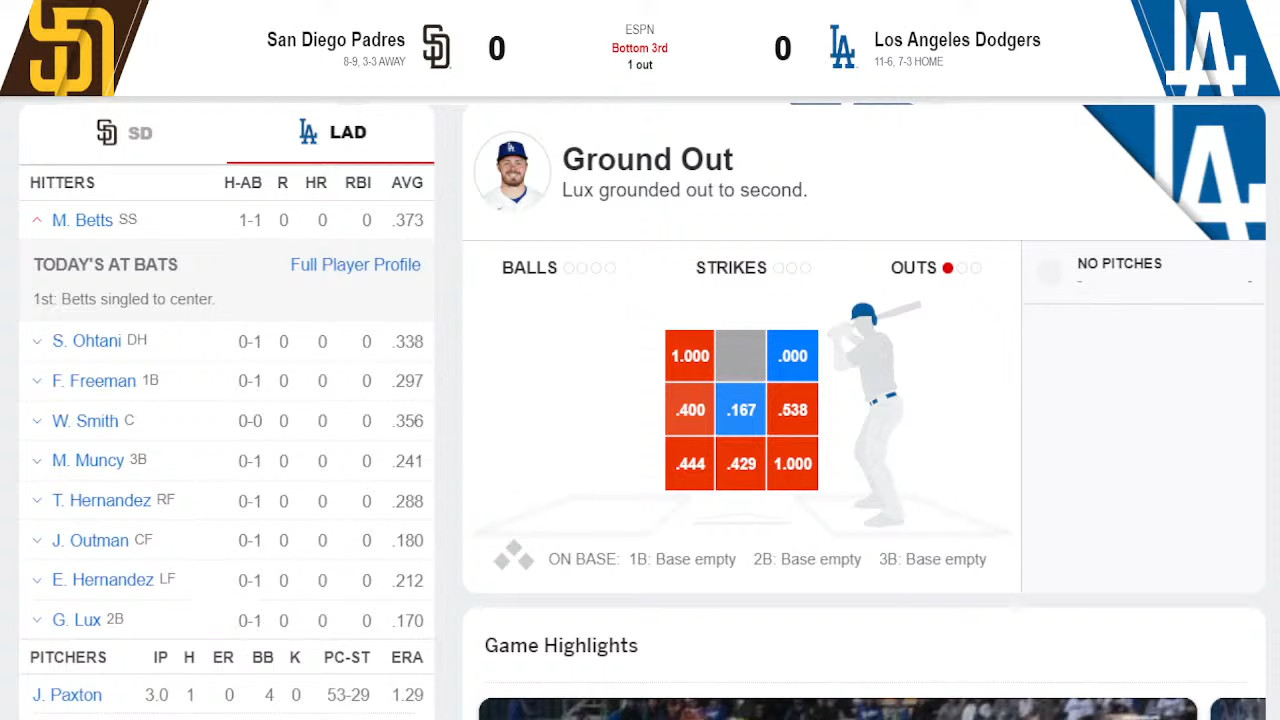 San Diego Padres
8-9, 3-3 AWAY
0
ESPN
Bottom 3rd
1 out
0
Los Angeles Dodgers
11-6, 7-3 HOME
SD
LAD
HITTERS H-AB R HR RBI AVG
M. Betts SS 1-1 0 0 0 .373
TODAY'S AT BATS Full Player Profile
1st: Betts singled to center.
S. Ohtani DH 0-1 0 0 0 .338
F. Freeman 1B 0-1 0 0 0 .297
W. Smith C 0-0 0 0 0 .356
M. Muncy 3B 0-1 0 0 0 .241
T. Hernandez RF 0-1 0 0 0 .288
J. Outman CF 0-1 0 0 0 .180
E. Hernandez LF 0-1 0 0 0 .212
G. Lux 2B 0-1 0 0 0 .170
PITCHERS IP H ER BB K PC-ST ERA
J. Paxton 3.0 1 0 4 0 53-29 1.29
Ground Out
Lux grounded out to second.
BALLS STRIKES OUTS
NO PITCHES
- -
1.000 .000
.400 .167 .538
.444 .429 1.000
ON BASE: 1B: Base empty 2B: Base empty 3B: Base empty
Game Highlights